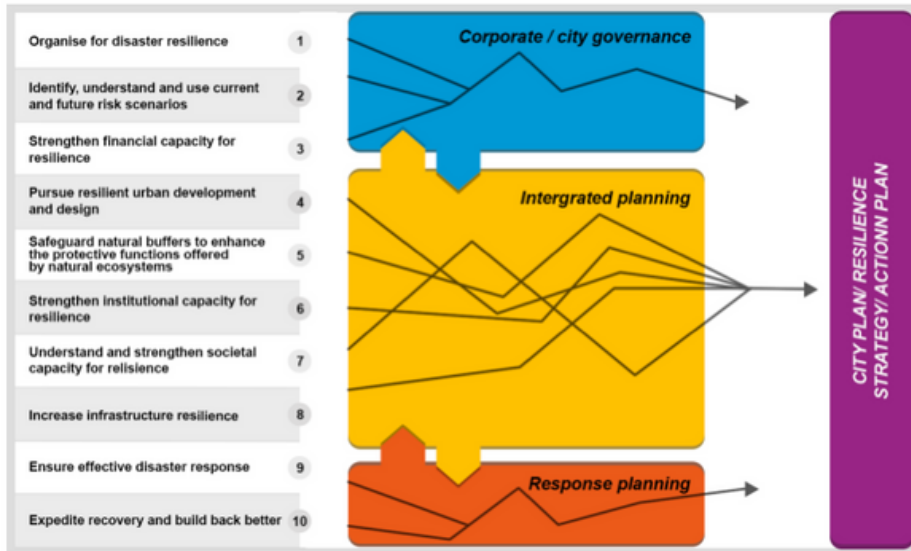 Organise for disaster resilience 1
Identify, understand and use current
and future risk scenarios 2
Strengthen financial capacity for
resilience 3
Pursue resilient urban development
and design 4
Safeguard natural buffers to enhance
the protective functions offered
by natural ecosystems 5
Strengthen institutional capacity for
resilience 6
Understand and strengthen societal
capacity for relisience 7
Increase infrastructure resilience 8
Ensure effective disaster response 9
Expedite recovery and build back better 10
Corporate / city governance
Intergrated planning
Response planning
CITY PLAN/ RESILIENCE
STRATEGY/ ACTIONN PLAN